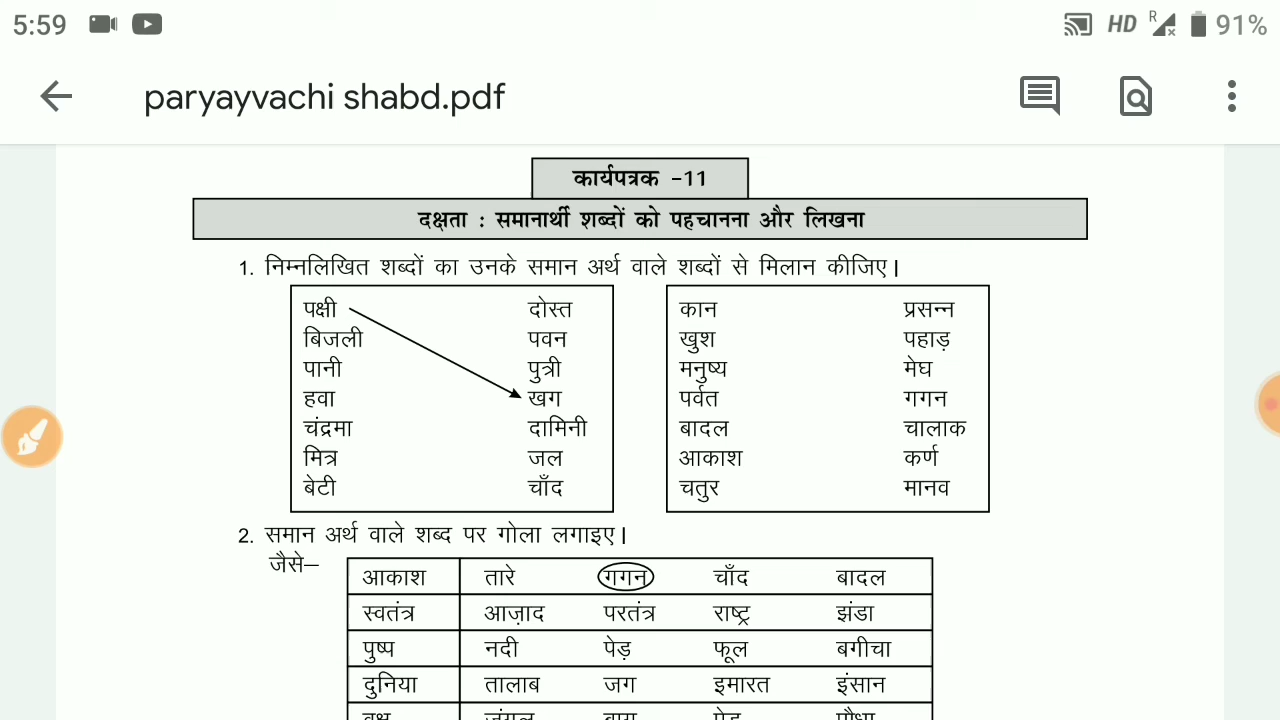 5:59 HD R 91%
paryayvachi shabd.pdf
कार्यपत्रक -11
दक्षता : समानार्थी शब्दों को पहचानना और लिखना
1. निम्नलिखित शब्दों का उनके समान अर्थ वाले शब्दों से मिलान कीजिए।
पक्षी दोस्त
बिजली पवन
पानी पुत्री
हवा खग
चंद्रमा दामिनी
मित्र जल
बेटी चाँद
कान प्रसन्न
खुश पहाड़
मनुष्य मेघ
पर्वत गगन
बादल चालाक
आकाश कर्ण
चतुर मानव
2. समान अर्थ वाले शब्द पर गोला लगाइए।
जैसे–
आकाश तारे गगन चाँद बादल
स्वतंत्र आज़ाद परतंत्र राष्ट्र झंडा
पुष्प नदी पेड़ फूल बगीचा
दुनिया तालाब जग इमारत इंसान